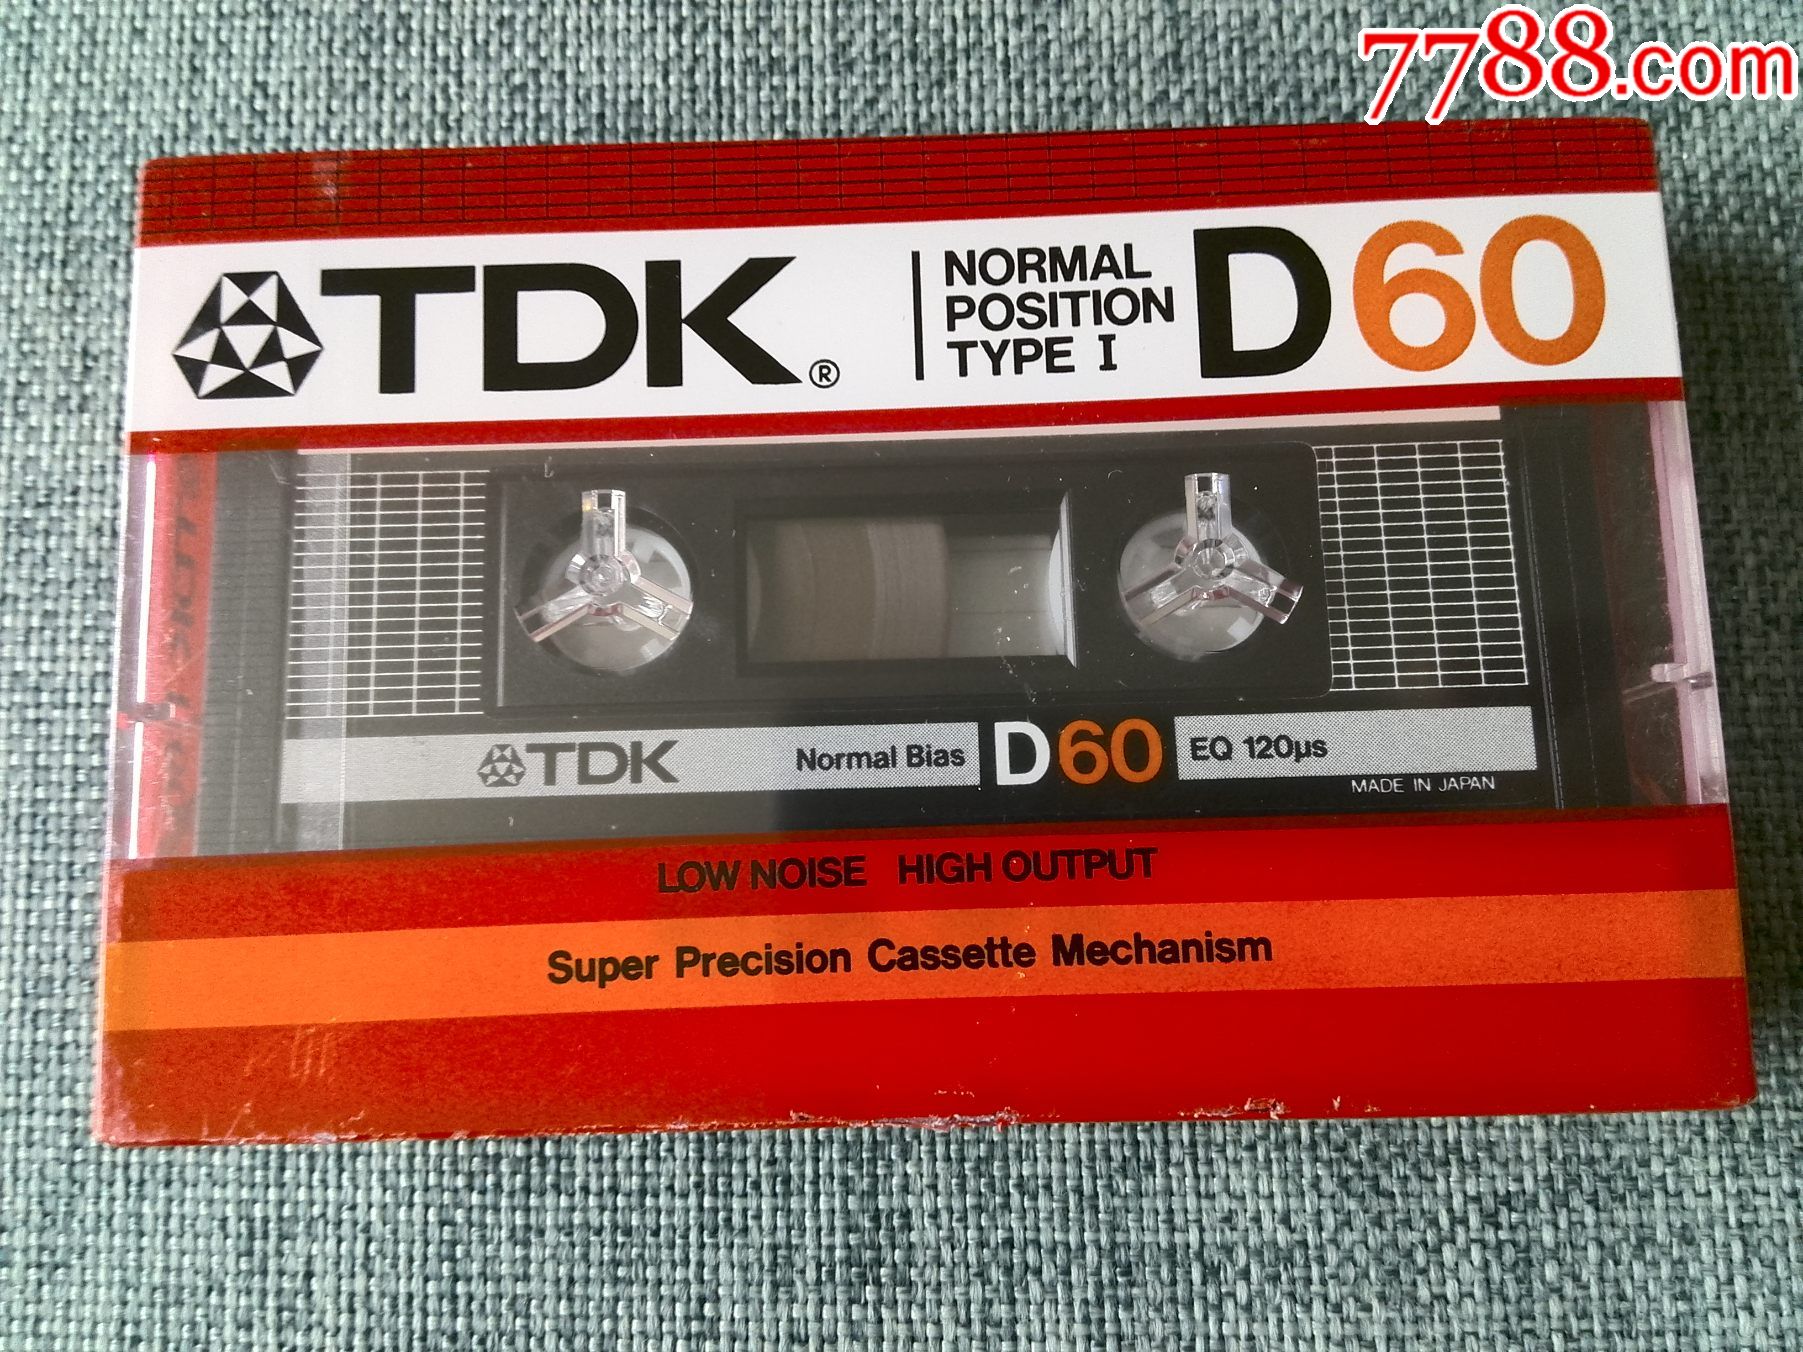 7788.com
TDK®
NORMAL
POSITION
TYPE I
D60
TDK
Normal Bias
D60
EQ 120μs
MADE IN JAPAN
LOW NOISE HIGH OUTPUT
Super Precision Cassette Mechanism